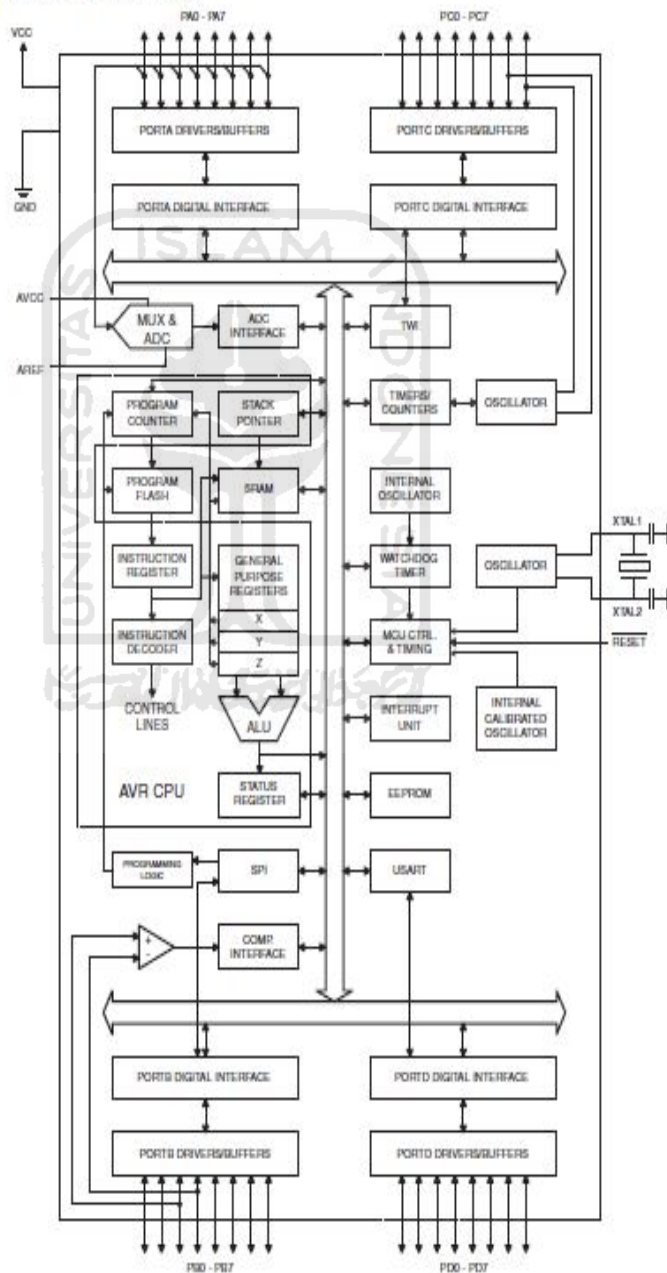 PA0 - PA7
PC0 - PC7
VCC
PORTA DRIVERS/BUFFERS
PORTC DRIVERS/BUFFERS
GND
PORTA DIGITAL INTERFACE
PORTC DIGITAL INTERFACE
UNIVERSITAS ISLAM INDONESIA
AVCC
MUX &
ADC
ADC
INTERFACE
TWI
AREF
PROGRAM
COUNTER
STACK
POINTER
TIMERS/
COUNTERS
OSCILLATOR
PROGRAM
FLASH
SRAM
INTERNAL
OSCILLATOR
XTAL1
INSTRUCTION
REGISTER
GENERAL
PURPOSE
REGISTERS
WATCHDOG
TIMER
OSCILLATOR
X
XTAL2
INSTRUCTION
DECODER
Y
MCU CTRL.
& TIMING
RESET
Z
CONTROL
LINES
ALU
INTERRUPT
UNIT
INTERNAL
CALIBRATED
OSCILLATOR
AVR CPU
STATUS
REGISTER
EEPROM
PROGRAMMING
LOGIC
SPI
USART
+
-
COMP.
INTERFACE
PORTB DIGITAL INTERFACE
PORTD DIGITAL INTERFACE
PORTB DRIVERS/BUFFERS
PORTD DRIVERS/BUFFERS
PB0 - PB7
PD0 - PD7